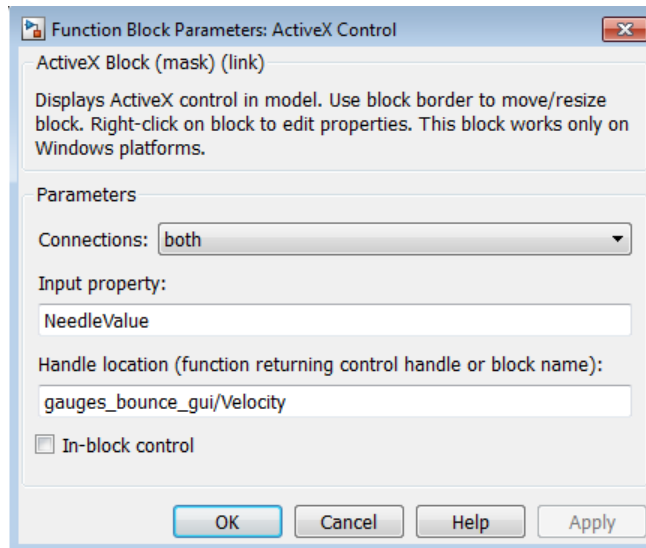 Function Block Parameters: ActiveX Control
ActiveX Block (mask) (link)
Displays ActiveX control in model. Use block border to move/resize
block. Right-click on block to edit properties. This block works only on
Windows platforms.
Parameters
Connections: both
Input property:
NeedleValue
Handle location (function returning control handle or block name):
gauges_bounce_gui/Velocity
In-block control
OK Cancel Help Apply